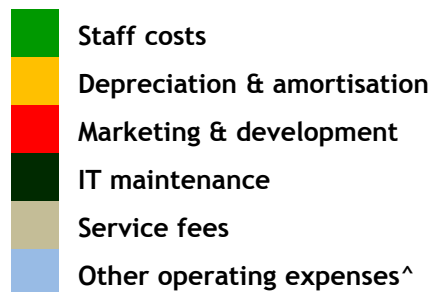 Staff costs
Depreciation & amortisation
Marketing & development
IT maintenance
Service fees
Other operating expenses^